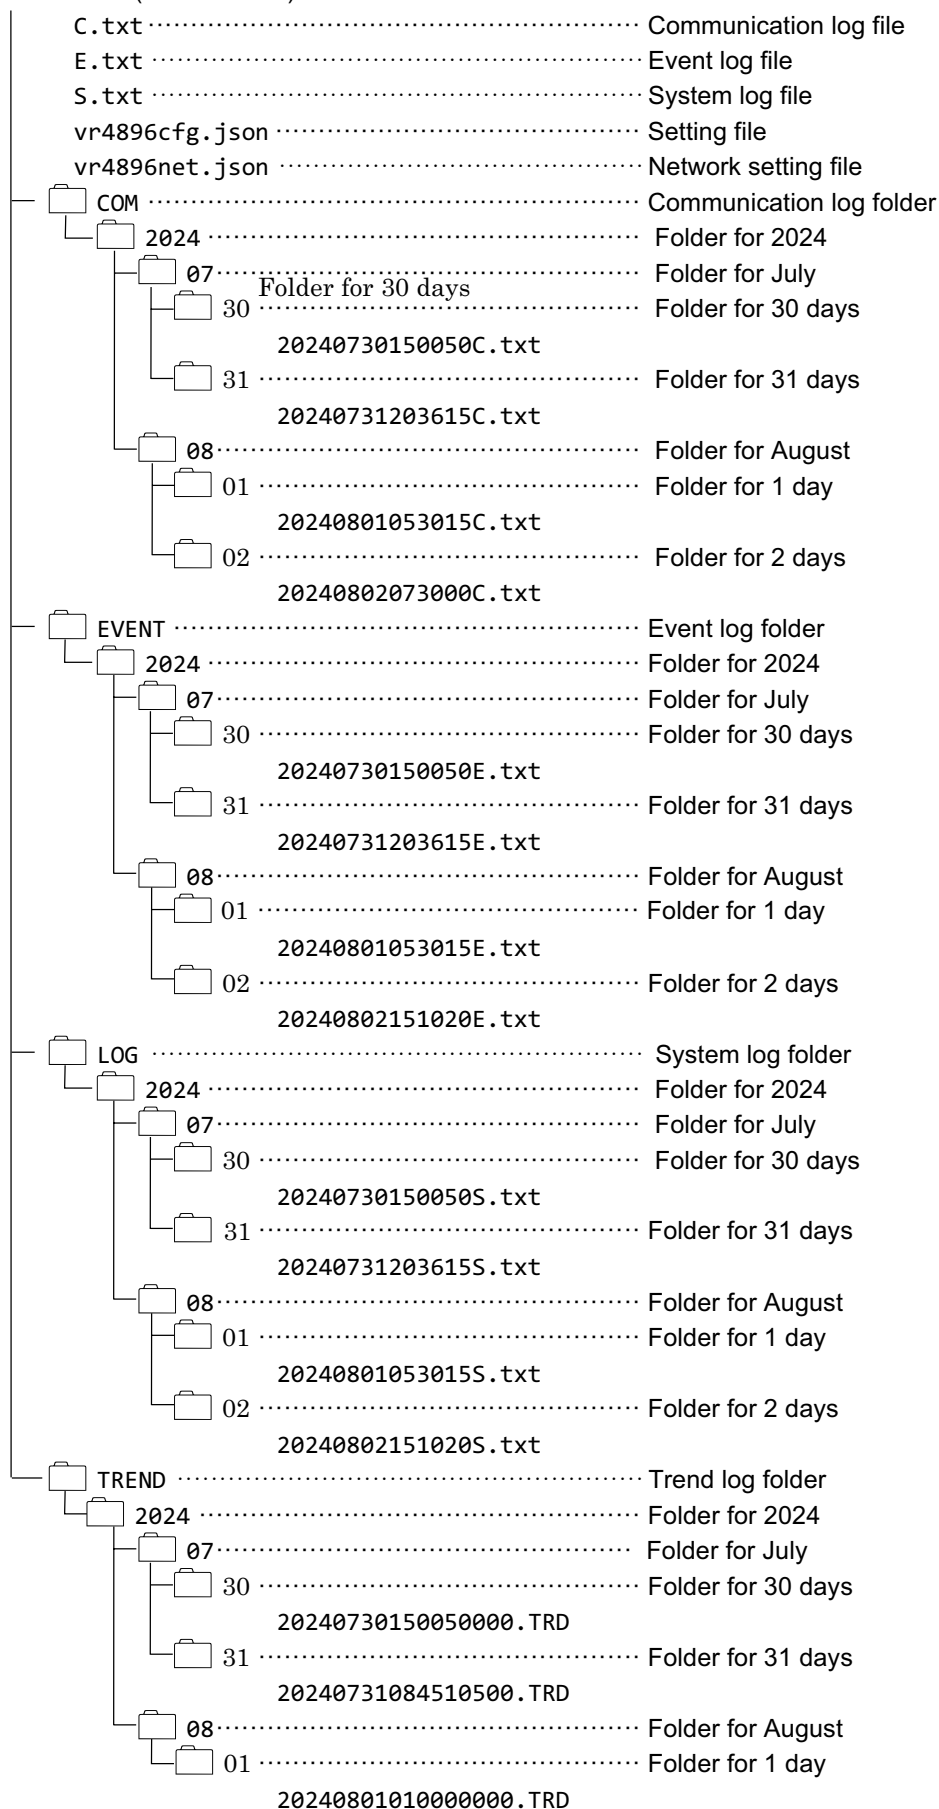 C.txt Communication log file
E.txt Event log file
S.txt System log file
vr4896cfg.json Setting file
vr4896net.json Network setting file
COM Communication log folder
2024 Folder for 2024
07 Folder for July
Folder for 30 days
30 Folder for 30 days
20240730150050C.txt
31 Folder for 31 days
20240731203615C.txt
08 Folder for August
01 Folder for 1 day
20240801053015C.txt
02 Folder for 2 days
20240802073000C.txt
EVENT Event log folder
2024 Folder for 2024
07 Folder for July
30 Folder for 30 days
20240730150050E.txt
31 Folder for 31 days
20240731203615E.txt
08 Folder for August
01 Folder for 1 day
20240801053015E.txt
02 Folder for 2 days
20240802151020E.txt
LOG System log folder
2024 Folder for 2024
07 Folder for July
30 Folder for 30 days
20240730150050S.txt
31 Folder for 31 days
20240731203615S.txt
08 Folder for August
01 Folder for 1 day
20240801053015S.txt
02 Folder for 2 days
20240802151020S.txt
TREND Trend log folder
2024 Folder for 2024
07 Folder for July
30 Folder for 30 days
20240730150050000.TRD
31 Folder for 31 days
20240731084510500.TRD
08 Folder for August
01 Folder for 1 day
20240801010000000.TRD